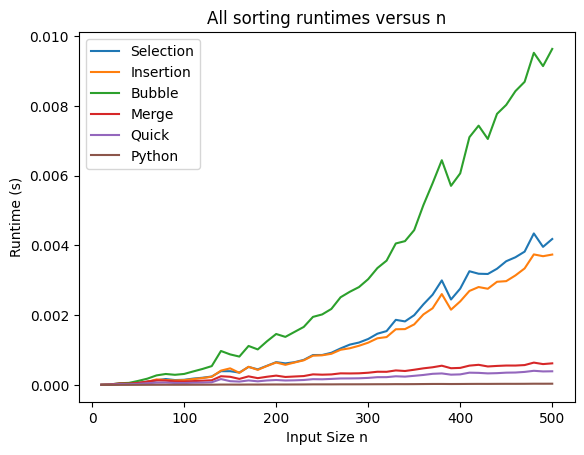 All sorting runtimes versus n
Selection
Insertion
Bubble
Merge
Quick
Python
Runtime (s)
0.010
0.008
0.006
0.004
0.002
0.000
0
100
200
300
400
500
Input Size n